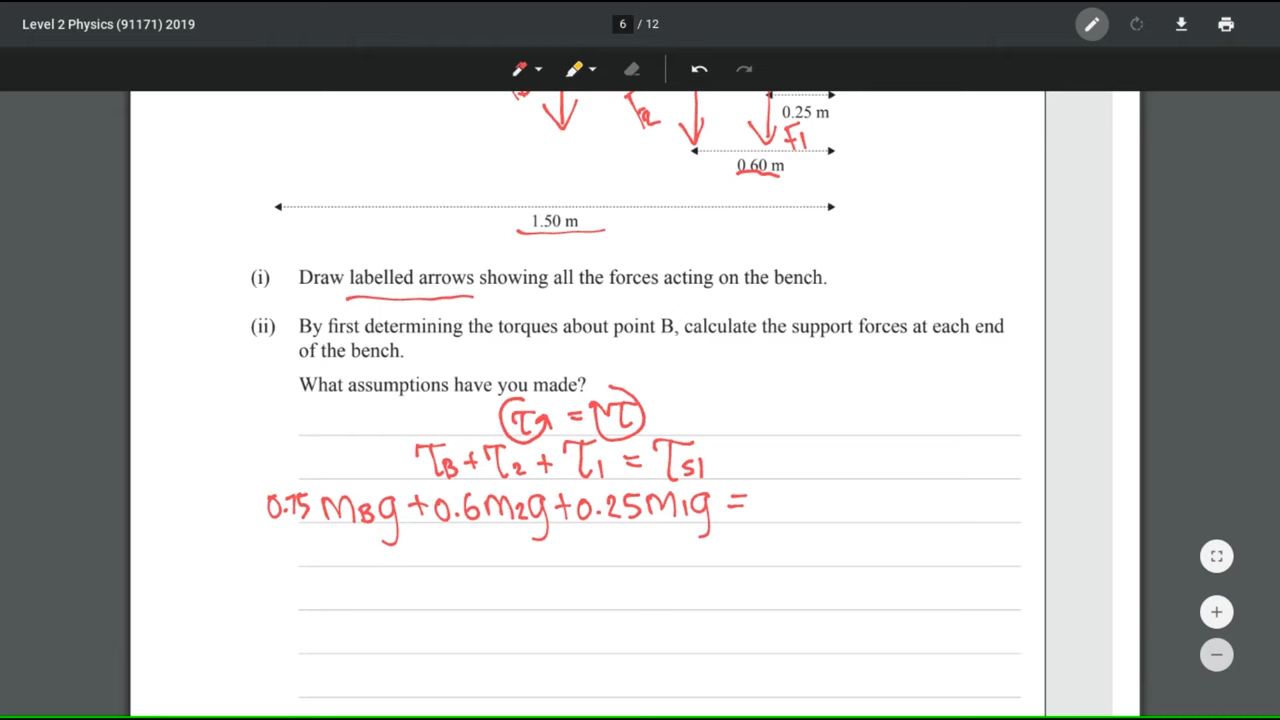 Level 2 Physics (91171) 2019
6 / 12
0.25 m
F1
0.60 m
1.50 m
(i) Draw labelled arrows showing all the forces acting on the bench.
(ii) By first determining the torques about point B, calculate the support forces at each end
of the bench.
What assumptions have you made?
τ↶ = ↷τ
τB + τ2 + τ1 = τS1
0.75 mBg + 0.6m2g + 0.25m1g =